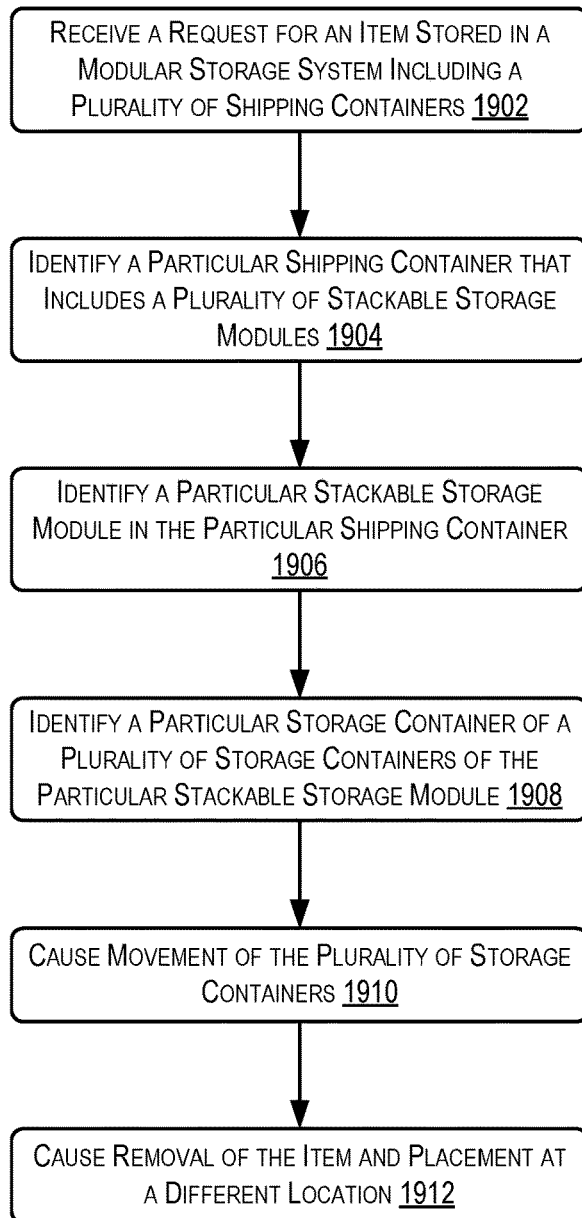 RECEIVE A REQUEST FOR AN ITEM STORED IN A
MODULAR STORAGE SYSTEM INCLUDING A
PLURALITY OF SHIPPING CONTAINERS 1902
IDENTIFY A PARTICULAR SHIPPING CONTAINER THAT
INCLUDES A PLURALITY OF STACKABLE STORAGE
MODULES 1904
IDENTIFY A PARTICULAR STACKABLE STORAGE
MODULE IN THE PARTICULAR SHIPPING CONTAINER
1906
IDENTIFY A PARTICULAR STORAGE CONTAINER OF A
PLURALITY OF STORAGE CONTAINERS OF THE
PARTICULAR STACKABLE STORAGE MODULE 1908
CAUSE MOVEMENT OF THE PLURALITY OF STORAGE
CONTAINERS 1910
CAUSE REMOVAL OF THE ITEM AND PLACEMENT AT
A DIFFERENT LOCATION 1912